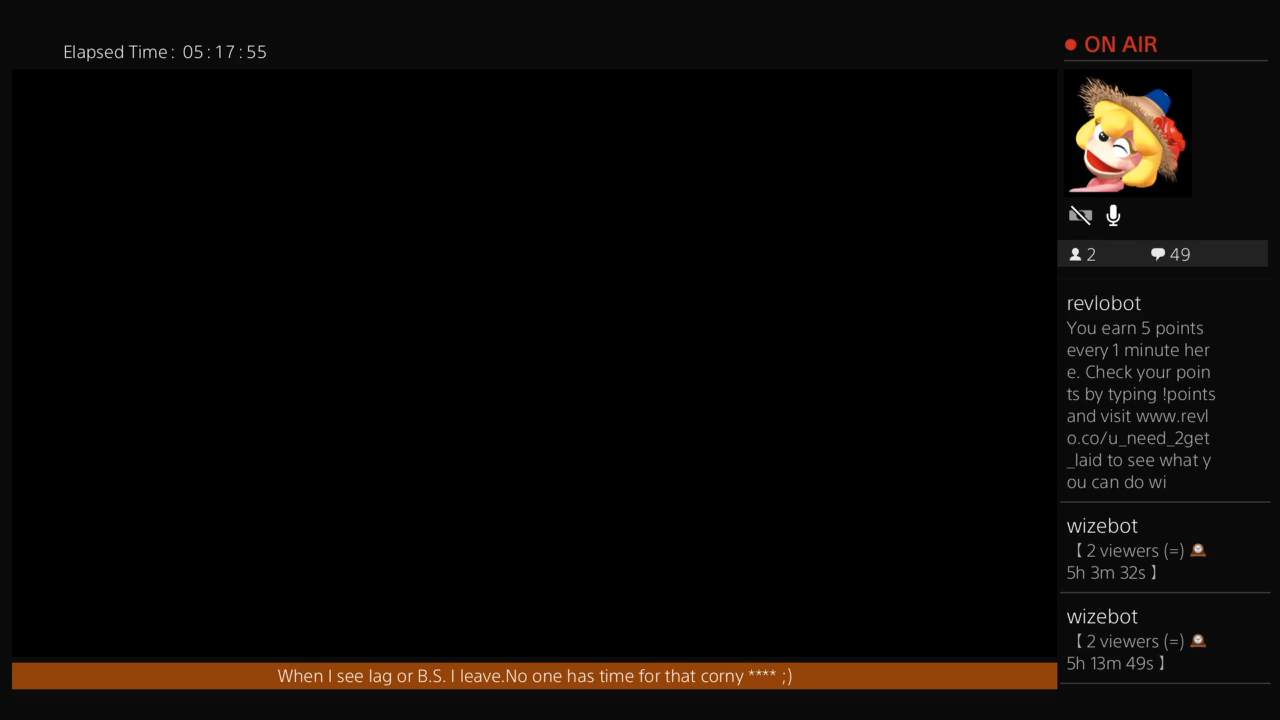 Elapsed Time: 05:17:55
ON AIR
2 49
revlobot
You earn 5 points
every 1 minute her
e. Check your poin
ts by typing !points
and visit www.revl
o.co/u_need_2get
_laid to see what y
ou can do wi
wizebot
【 2 viewers (=) 🕰
5h 3m 32s 】
wizebot
【 2 viewers (=) 🕰
5h 13m 49s 】
When I see lag or B.S. I leave.No one has time for that corny **** ;)